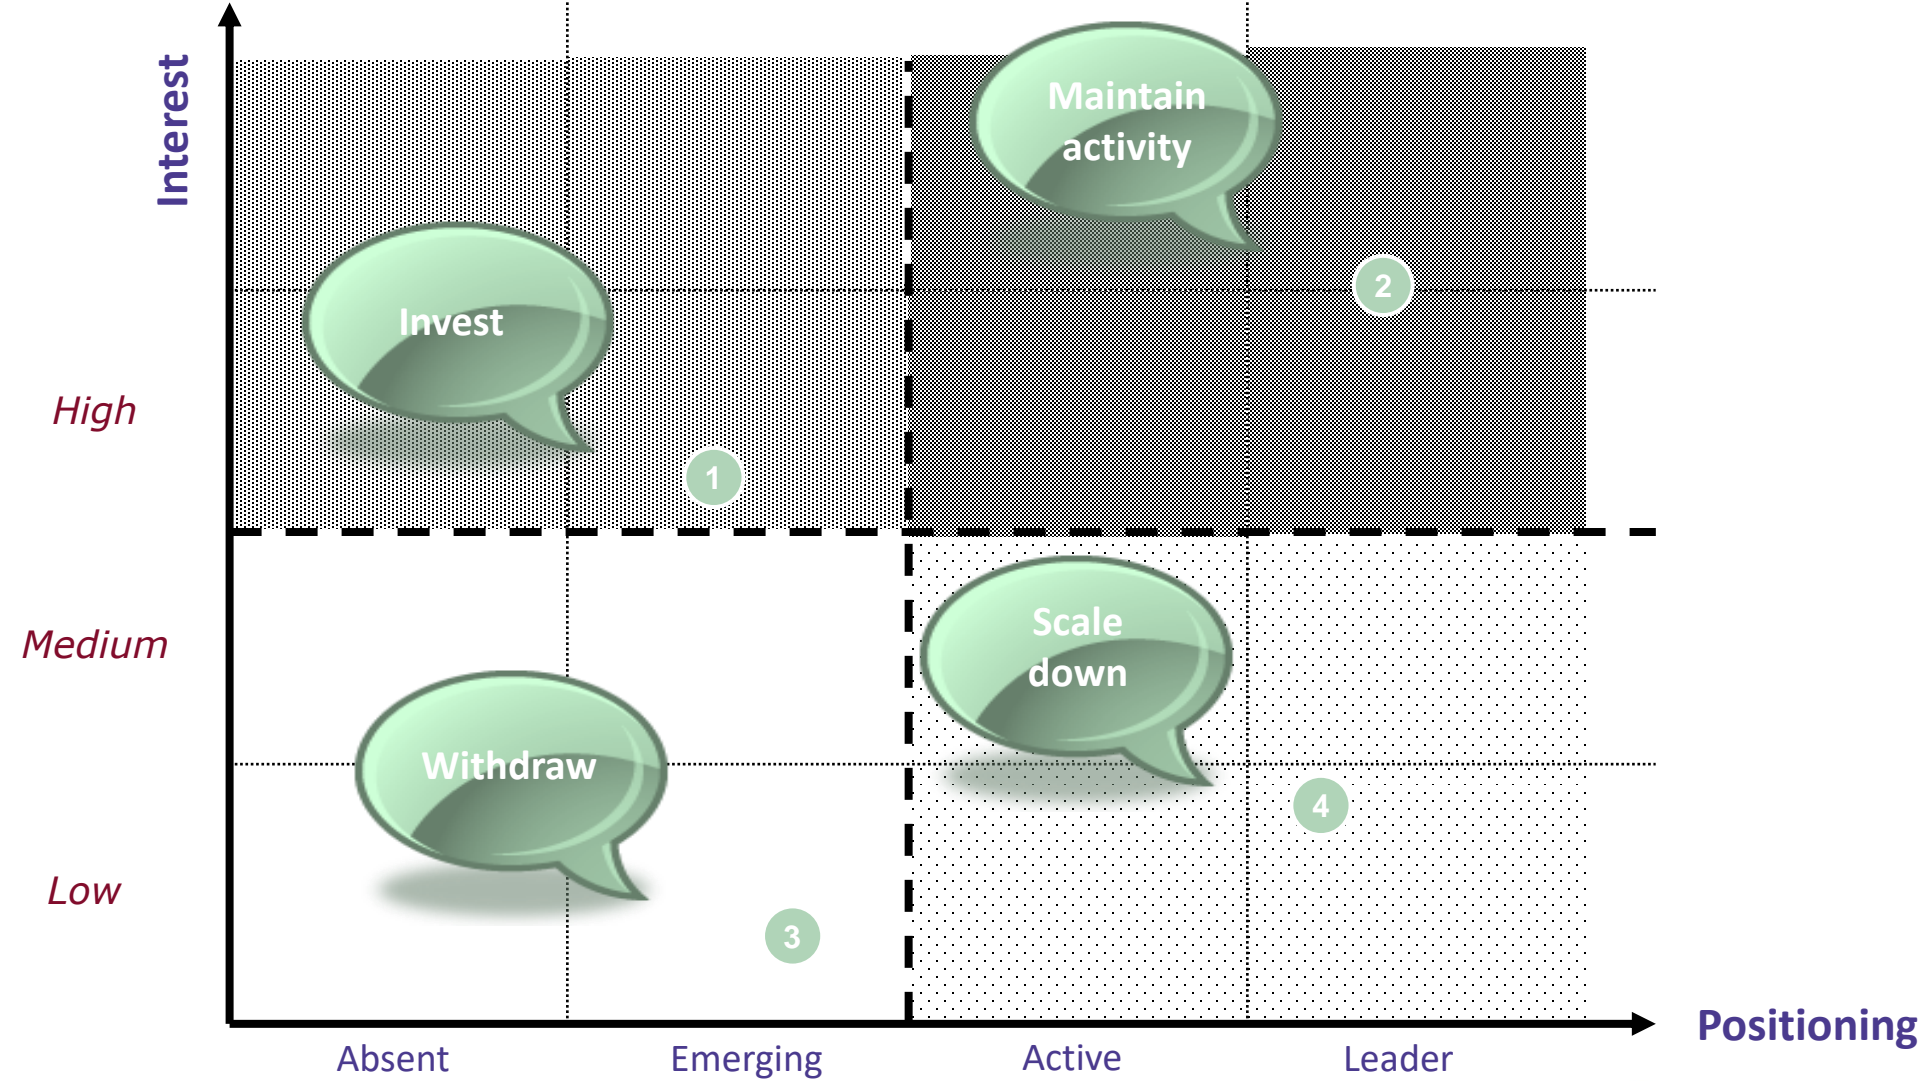 Interest
Maintain
activity
2
Invest
High
1
Scale
down
Medium
Withdraw
4
Low
3
Positioning
Absent
Emerging
Active
Leader